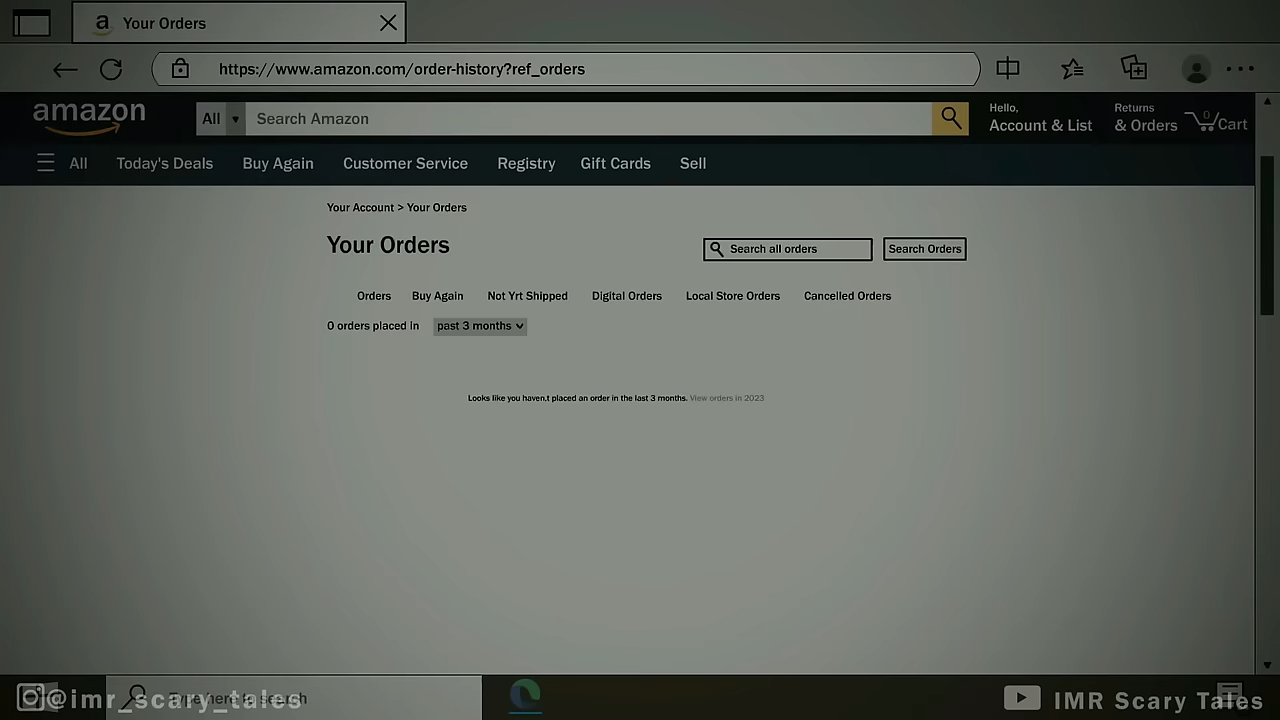 a Your Orders
https://www.amazon.com/order-history?ref_orders
amazon
All
Search Amazon
Hello,
Account & List
Returns
& Orders
0
Cart
All Today's Deals Buy Again Customer Service Registry Gift Cards Sell
Your Account > Your Orders
Your Orders
Search all orders
Search Orders
Orders Buy Again Not Yrt Shipped Digital Orders Local Store Orders Cancelled Orders
0 orders placed in past 3 months
Looks like you haven,t placed an order in the last 3 months. View orders in 2023
Type here to search
@imr_scary_tales
IMR Scary Tales